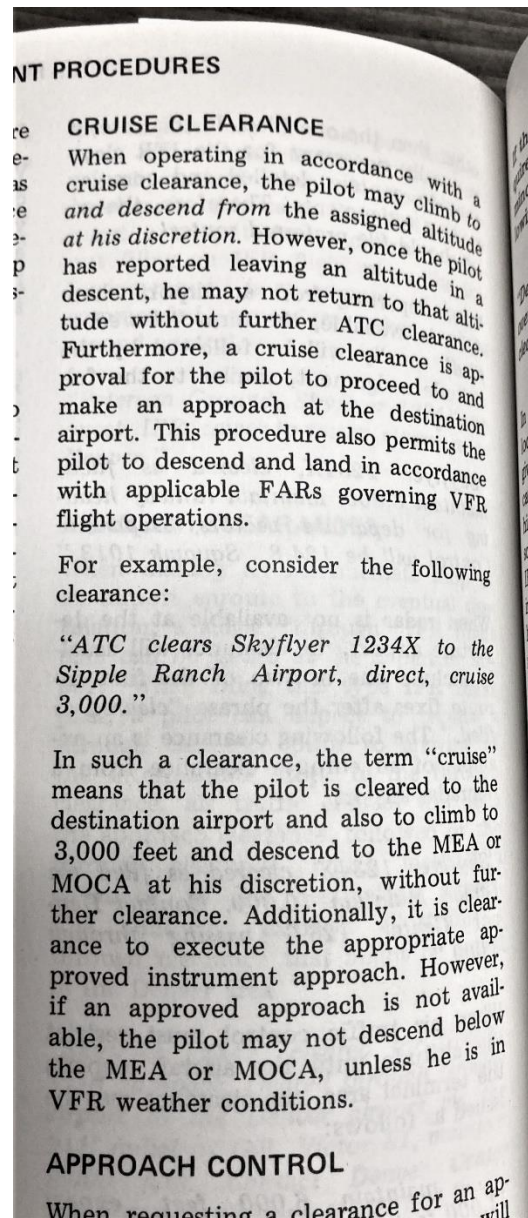 NT PROCEDURES
CRUISE CLEARANCE
When operating in accordance with a
cruise clearance, the pilot may climb to
and descend from the assigned altitude
at his discretion. However, once the pilot
has reported leaving an altitude in a
descent, he may not return to that alti-
tude without further ATC clearance.
Furthermore, a cruise clearance is ap-
proval for the pilot to proceed to and
make an approach at the destination
airport. This procedure also permits the
pilot to descend and land in accordance
with applicable FARs governing VFR
flight operations.
For example, consider the following
clearance:
“ATC clears Skyflyer 1234X to the
Sipple Ranch Airport, direct, cruise
3,000.”
In such a clearance, the term “cruise”
means that the pilot is cleared to the
destination airport and also to climb to
3,000 feet and descend to the MEA or
MOCA at his discretion, without fur-
ther clearance. Additionally, it is clear-
ance to execute the appropriate ap-
proved instrument approach. However,
if an approved approach is not avail-
able, the pilot may not descend below
the MEA or MOCA, unless he is in
VFR weather conditions.
APPROACH CONTROL
When requesting a clearance for an ap-
will